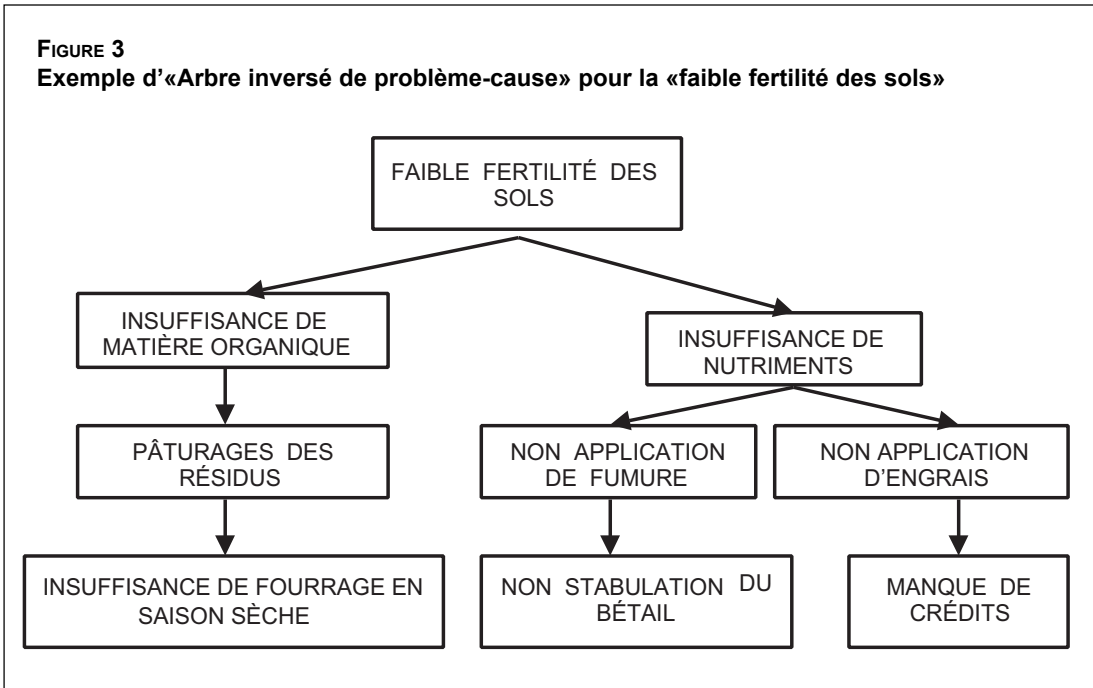 FIGURE 3
Exemple d'«Arbre inversé de problème-cause» pour la «faible fertilité des sols»
FAIBLE FERTILITÉ DES
SOLS
INSUFFISANCE DE
MATIÈRE ORGANIQUE
INSUFFISANCE DE
NUTRIMENTS
PÂTURAGES DES
RÉSIDUS
NON APPLICATION
DE FUMURE
NON APPLICATION
D'ENGRAIS
INSUFFISANCE DE FOURRAGE EN
SAISON SÈCHE
NON STABULATION DU
BÉTAIL
MANQUE DE
CRÉDITS